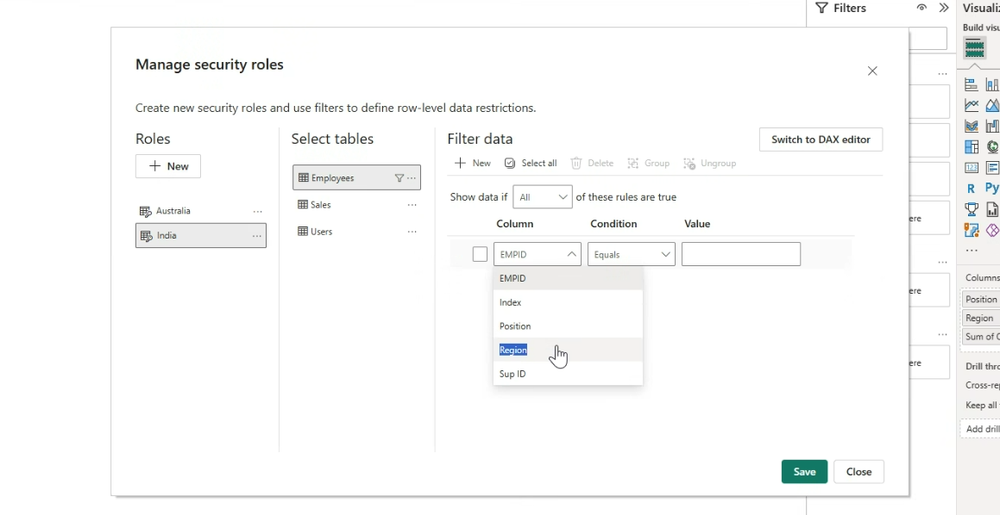 Filters
Visualiz
Build visu
Manage security roles
Create new security roles and use filters to define row-level data restrictions.
Roles
New
Australia
India
Select tables
Employees
Sales
Users
Filter data
Switch to DAX editor
New
Select all
Delete
Group
Ungroup
Show data if All of these rules are true
Column Condition Value
EMPID Equals
EMPID
Index
Position
Region
Sup ID
Save
Close
ere
ere
ere
123
R Py
Columns
Position
Region
Sum of C
Drill thro
Cross-rep
Keep all
Add drill